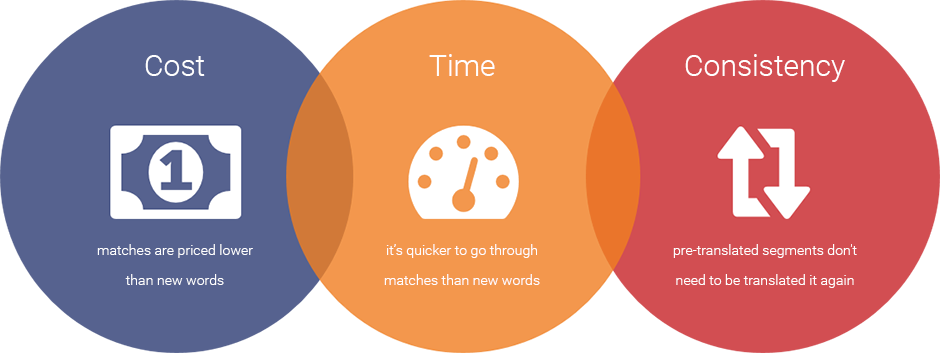 Cost
1
matches are priced lower
than new words
Time
it's quicker to go through
matches than new words
Consistency
pre-translated segments don't
need to be translated it again